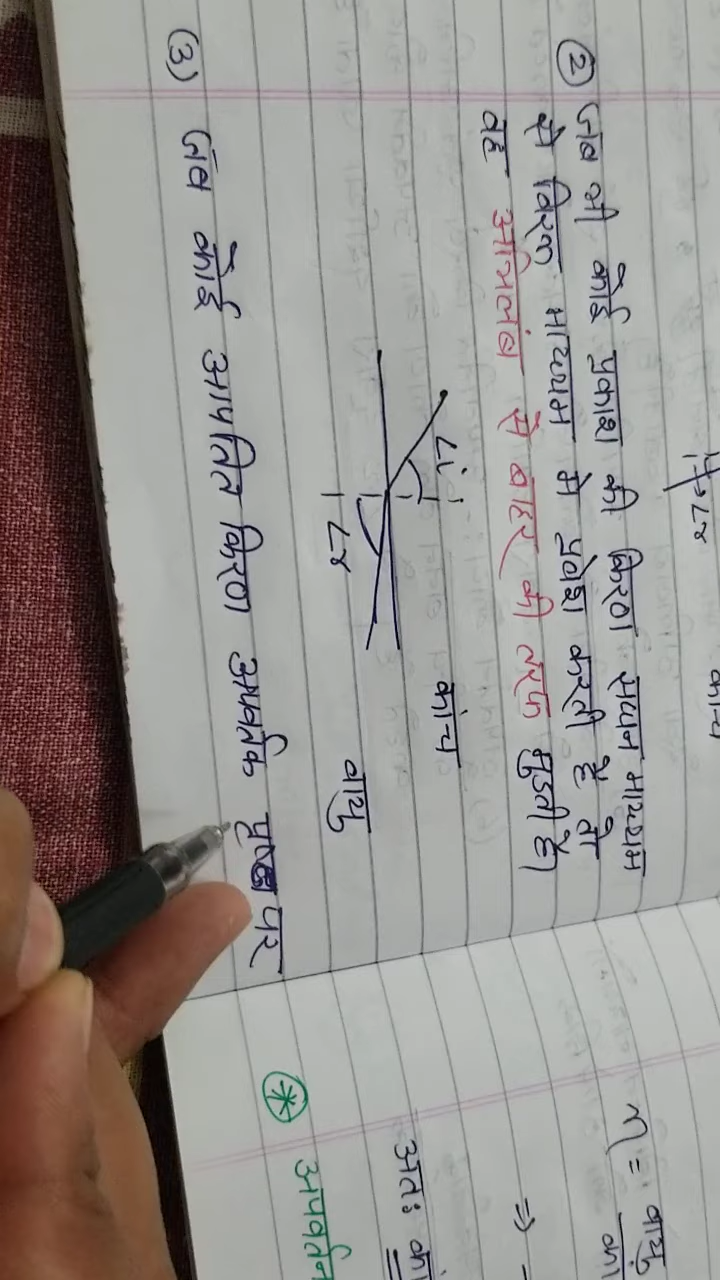 कान्च
∠r
② जब भी कोई प्रकाश की किरण सघन माध्यम
से विरल माध्यम मे प्रवेश करती है तो
वह अभिलंब से बाहर की तरफ मुडती है।
∠i
कान्च
∠r
वायु
(3) जब कोई आपतित किरण अपवर्तक पृष्ठ पर
n = वायु
⇒
अतः
* अपवर्तन